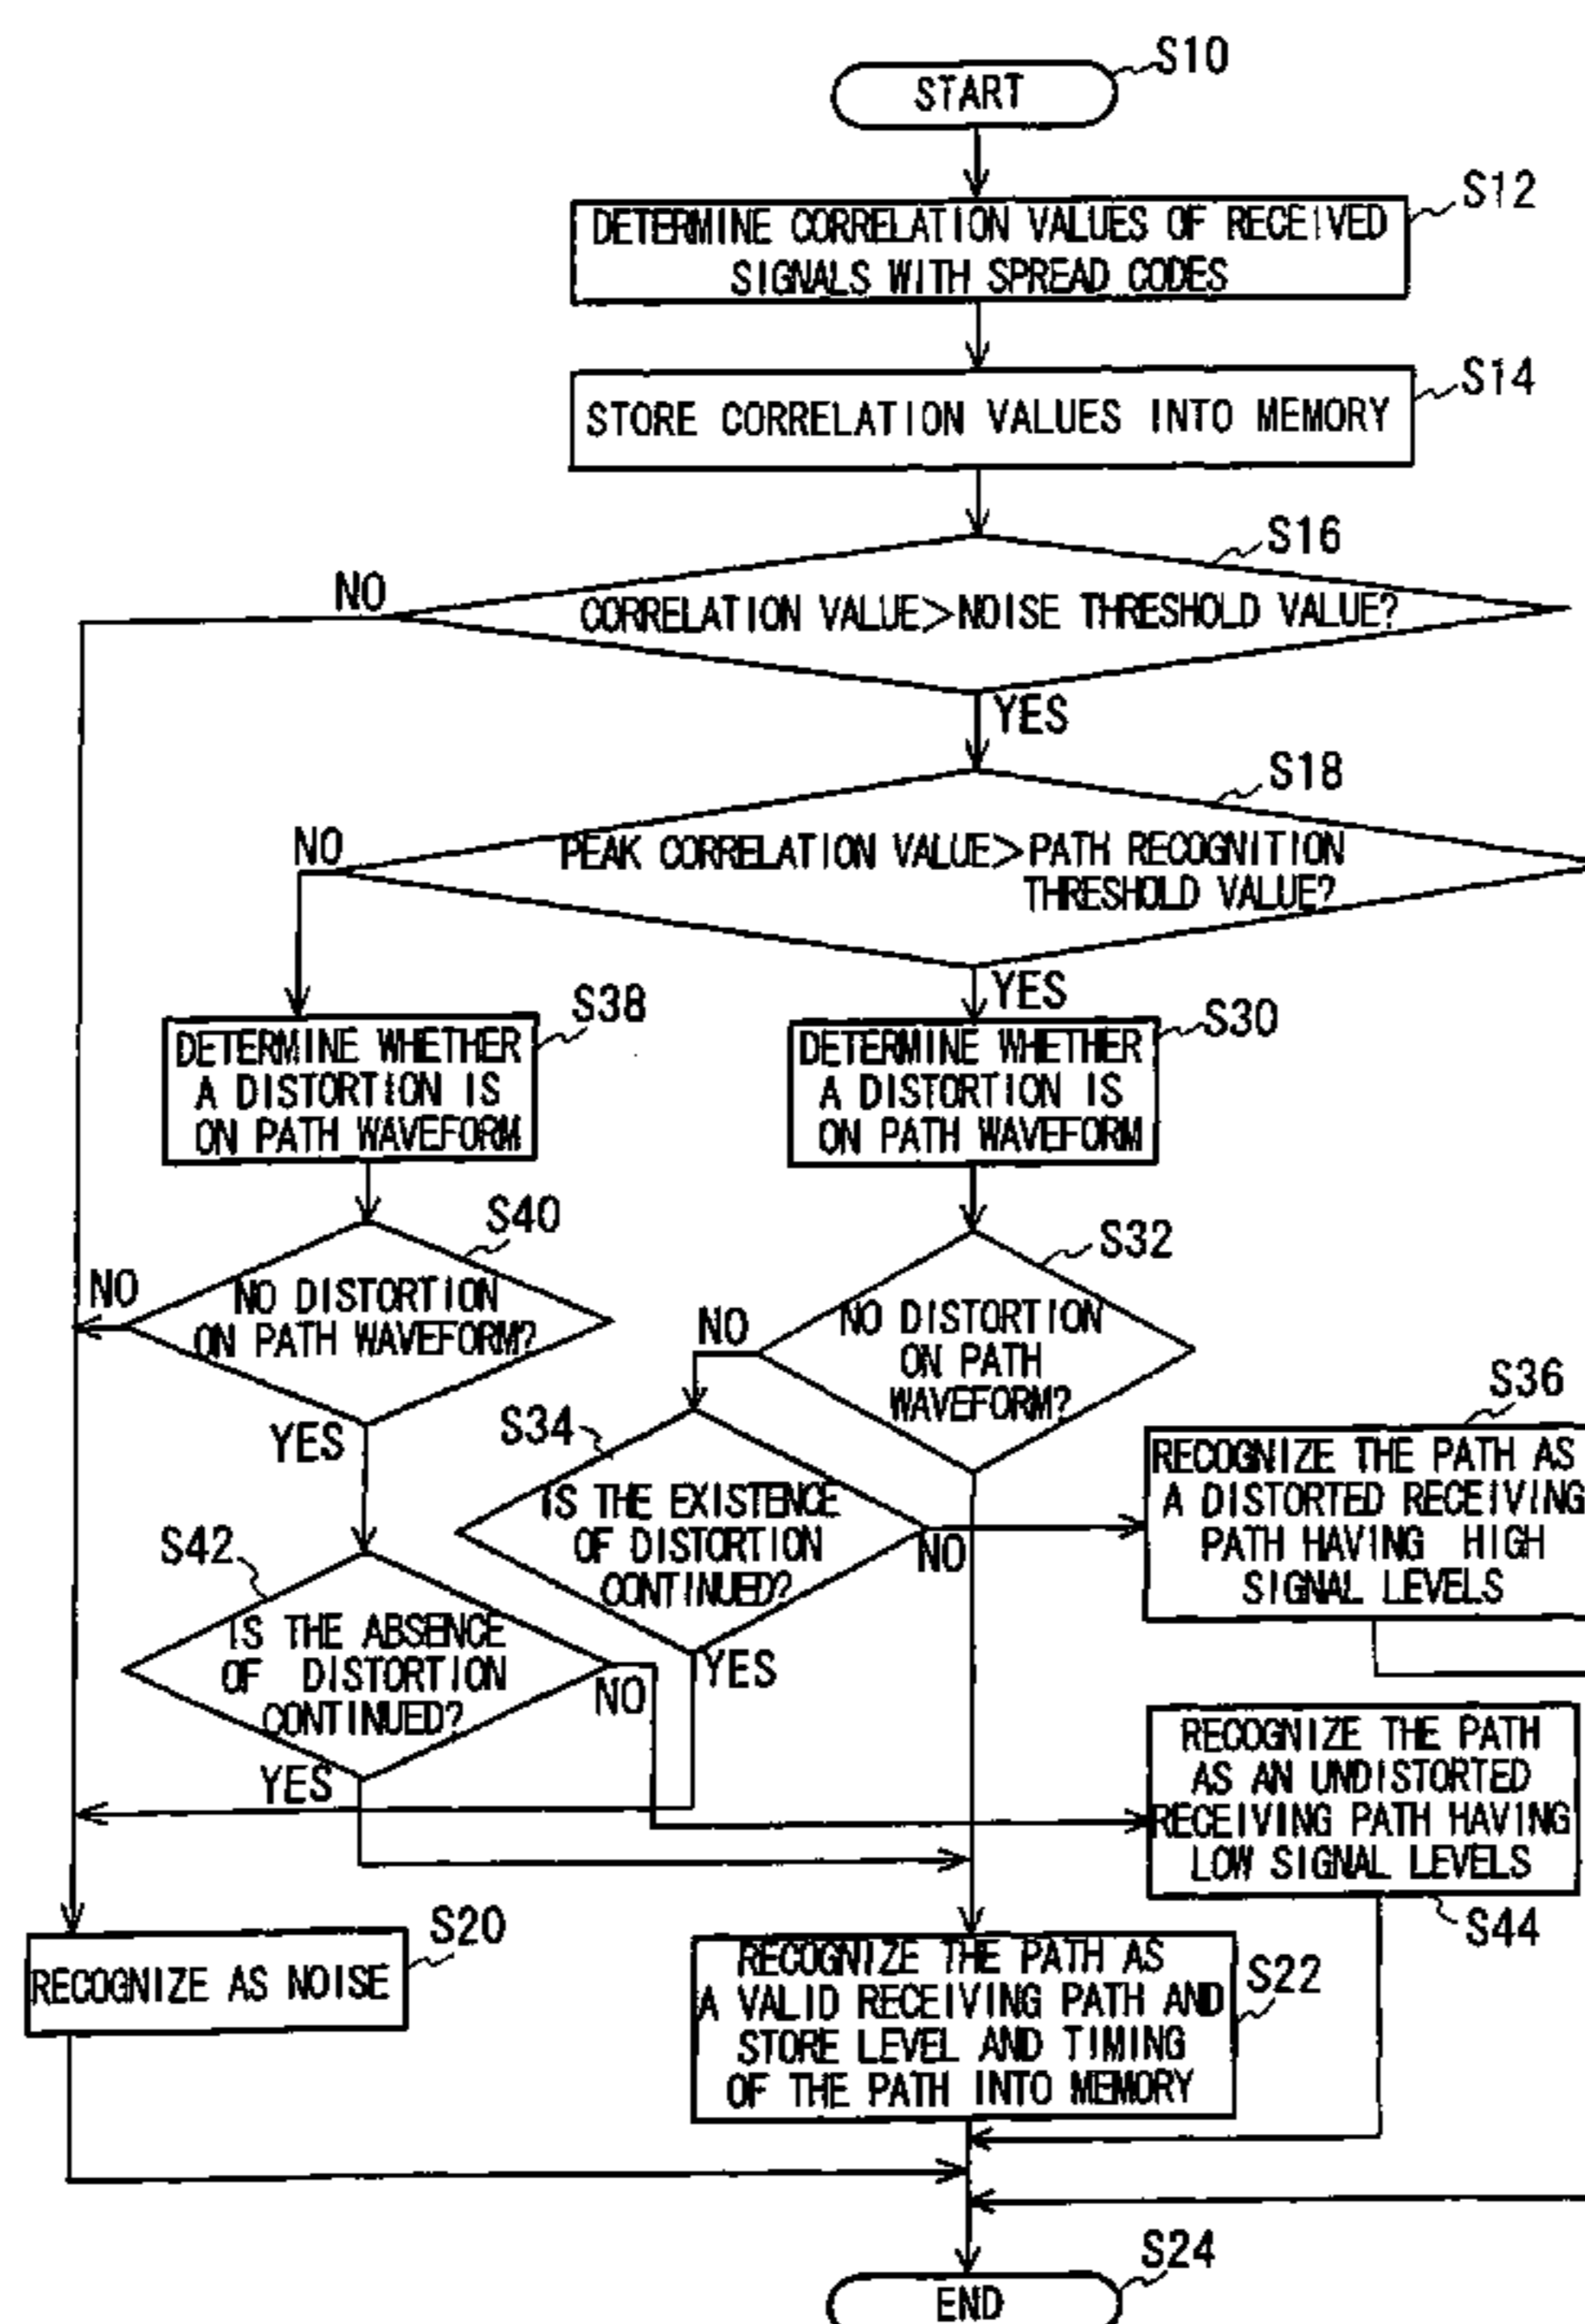 S10
START
S12
DETERMINE CORRELATION VALUES OF RECEIVED
SIGNALS WITH SPREAD CODES
S14
STORE CORRELATION VALUES INTO MEMORY
S16
NO
CORRELATION VALUE>NOISE THRESHOLD VALUE?
YES
S18
NO
PEAK CORRELATION VALUE>PATH RECOGNITION
THRESHOLD VALUE?
YES
S38
DETERMINE WHETHER
A DISTORTION IS
ON PATH WAVEFORM
S30
DETERMINE WHETHER
A DISTORTION IS
ON PATH WAVEFORM
S40
NO
NO DISTORTION
ON PATH WAVEFORM?
YES
S32
NO
NO DISTORTION
ON PATH
WAVEFORM?
S34
IS THE EXISTENCE
OF DISTORTION
CONTINUED?
NO
YES
S36
RECOGNIZE THE PATH AS
A DISTORTED RECEIVING
PATH HAVING HIGH
SIGNAL LEVELS
S42
IS THE ABSENCE
OF DISTORTION
CONTINUED?
NO
YES
RECOGNIZE THE PATH
AS AN UNDISTORTED
RECEIVING PATH HAVING
LOW SIGNAL LEVELS
S44
S20
RECOGNIZE AS NOISE
S22
RECOGNIZE THE PATH AS
A VALID RECEIVING PATH AND
STORE LEVEL AND TIMING
OF THE PATH INTO MEMORY
S24
END